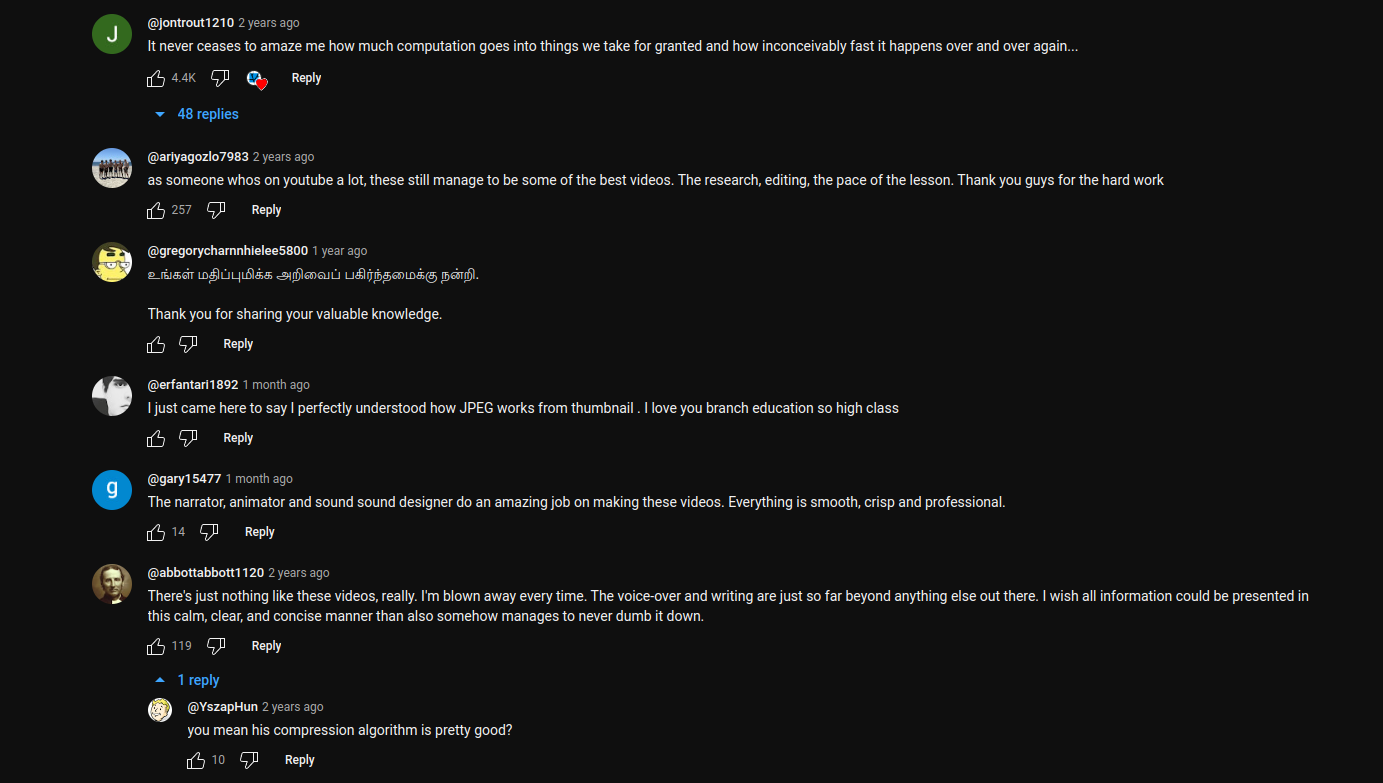 J
@jontrout1210 2 years ago
It never ceases to amaze me how much computation goes into things we take for granted and how inconceivably fast it happens over and over again...
4.4K Reply
48 replies
@ariyagozlo7983 2 years ago
as someone whos on youtube a lot, these still manage to be some of the best videos. The research, editing, the pace of the lesson. Thank you guys for the hard work
257 Reply
@gregorycharnnhielee5800 1 year ago
உங்கள் மதிப்புமிக்க அறிவைப் பகிர்ந்தமைக்கு நன்றி.
Thank you for sharing your valuable knowledge.
Reply
@erfantari1892 1 month ago
I just came here to say I perfectly understood how JPEG works from thumbnail . I love you branch education so high class
Reply
g
@gary15477 1 month ago
The narrator, animator and sound sound designer do an amazing job on making these videos. Everything is smooth, crisp and professional.
14 Reply
@abbottabbott1120 2 years ago
There's just nothing like these videos, really. I'm blown away every time. The voice-over and writing are just so far beyond anything else out there. I wish all information could be presented in
this calm, clear, and concise manner than also somehow manages to never dumb it down.
119 Reply
1 reply
@YszapHun 2 years ago
you mean his compression algorithm is pretty good?
10 Reply